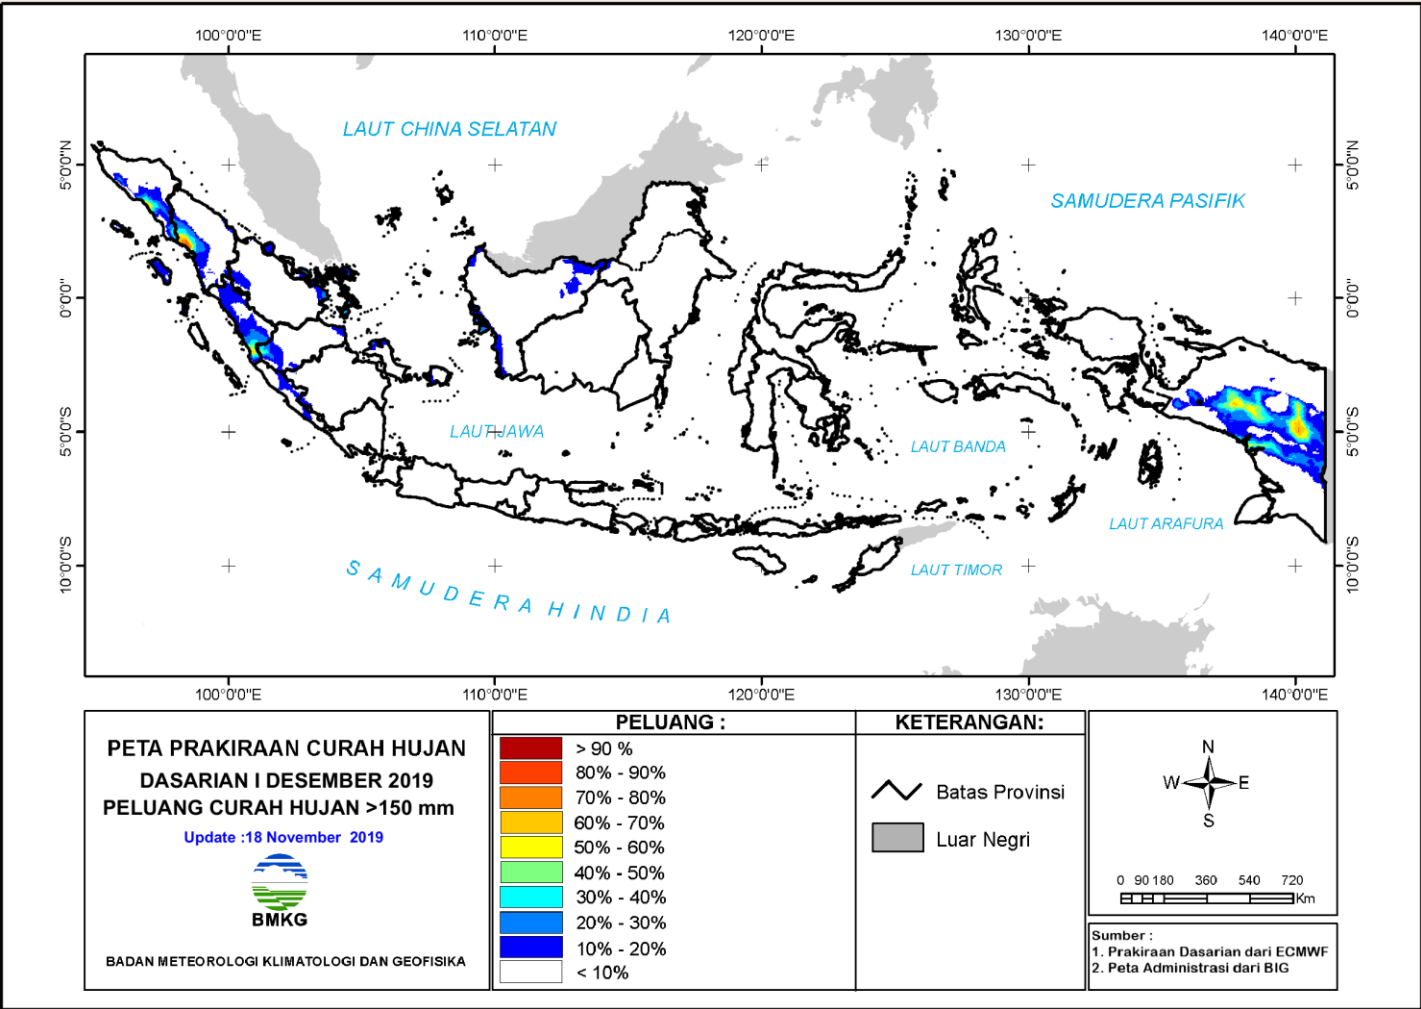 100°0'0"E 110°0'0"E 120°0'0"E 130°0'0"E 140°0'0"E
5°0'0"N 5°0'0"N
0°0'0" 0°0'0"
5°0'0"S 5°0'0"S
10°0'0"S 10°0'0"S
LAUT CHINA SELATAN
SAMUDERA PASIFIK
LAUT JAWA
LAUT BANDA
LAUT ARAFURA
LAUT TIMOR
SAMUDERA HINDIA
100°0'0"E 110°0'0"E 120°0'0"E 130°0'0"E 140°0'0"E
PETA PRAKIRAAN CURAH HUJAN
DASARIAN I DESEMBER 2019
PELUANG CURAH HUJAN >150 mm
Update :18 November 2019
BMKG
BADAN METEOROLOGI KLIMATOLOGI DAN GEOFISIKA
PELUANG :
> 90 %
80% - 90%
70% - 80%
60% - 70%
50% - 60%
40% - 50%
30% - 40%
20% - 30%
10% - 20%
< 10%
KETERANGAN:
Batas Provinsi
Luar Negri
N
W E
S
0 90 180 360 540 720
Km
Sumber :
1. Prakiraan Dasarian dari ECMWF
2. Peta Administrasi dari BIG